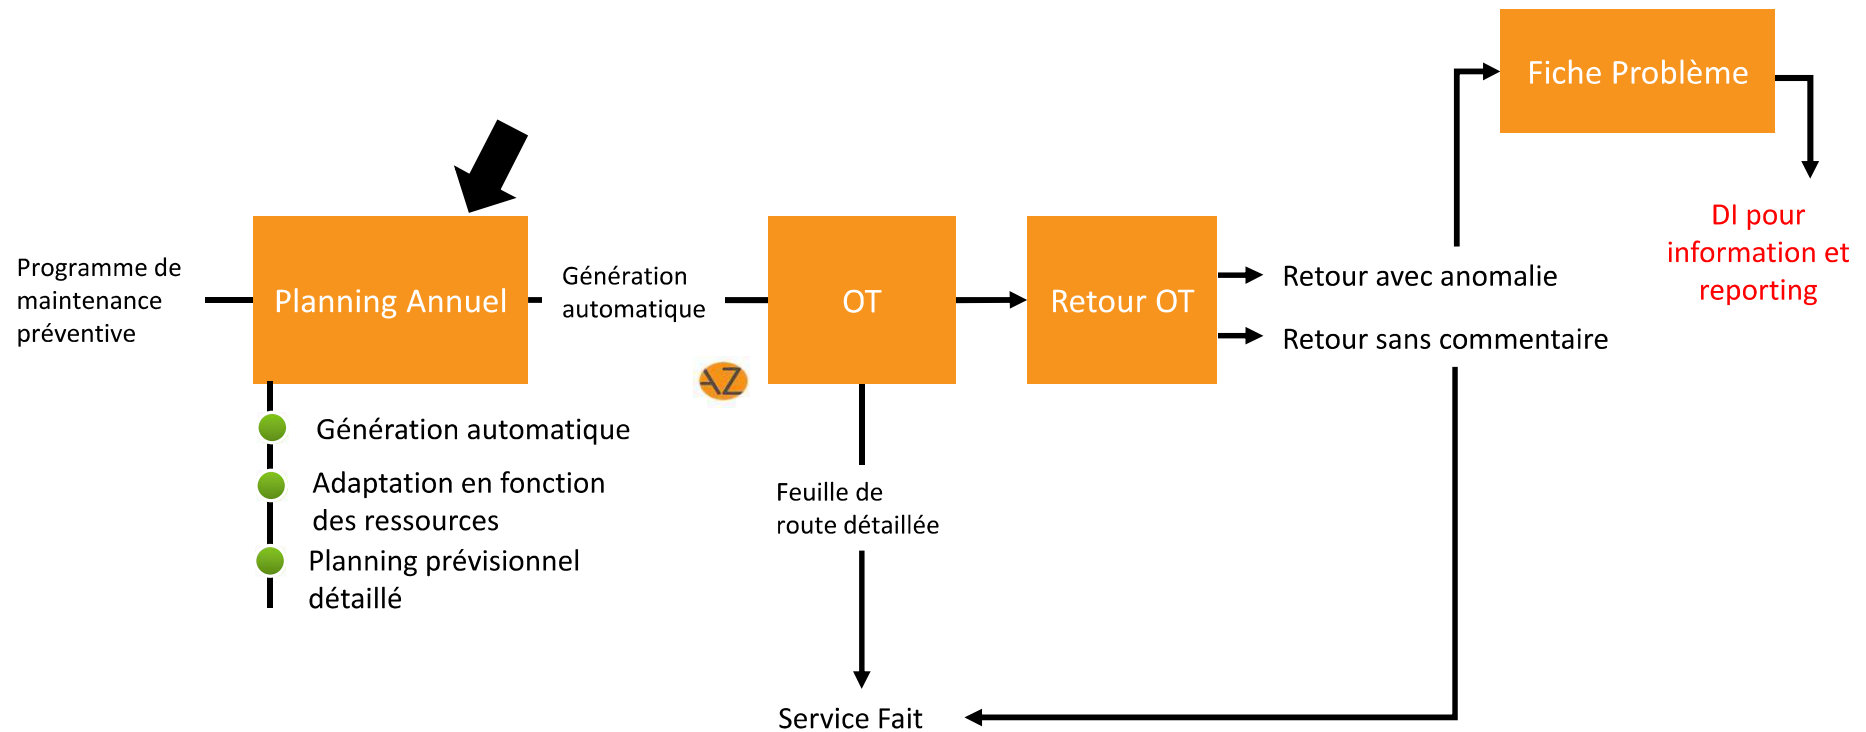 Fiche Problème
DI pour
information et
reporting
Programme de
maintenance
préventive
Planning Annuel
Génération
automatique
OT
Retour OT
Retour avec anomalie
Retour sans commentaire
AZ
Génération automatique
Adaptation en fonction
des ressources
Planning prévisionnel
détaillé
Feuille de
route détaillée
Service Fait